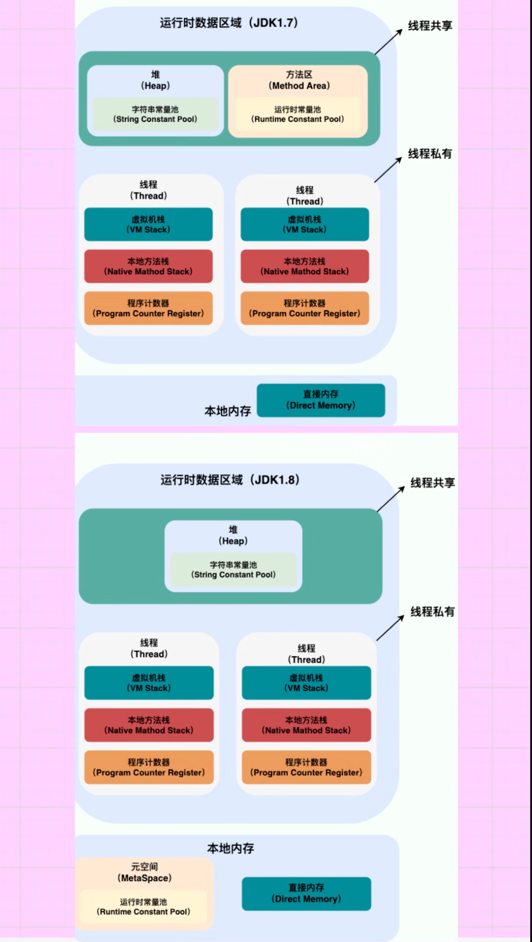 运行时数据区域（JDK1.7）
线程共享
堆
（Heap）
字符串常量池
（String Constant Pool）
方法区
（Method Area）
运行时常量池
（Runtime Constant Pool）
线程私有
线程
（Thread）
虚拟机栈
（VM Stack）
本地方法栈
（Native Mathod Stack）
程序计数器
（Program Counter Register）
线程
（Thread）
虚拟机栈
（VM Stack）
本地方法栈
（Native Mathod Stack）
程序计数器
（Program Counter Register）
本地内存
直接内存
（Direct Memory）
运行时数据区域（JDK1.8）
线程共享
堆
（Heap）
字符串常量池
（String Constant Pool）
线程私有
线程
（Thread）
虚拟机栈
（VM Stack）
本地方法栈
（Native Mathod Stack）
程序计数器
（Program Counter Register）
线程
（Thread）
虚拟机栈
（VM Stack）
本地方法栈
（Native Mathod Stack）
程序计数器
（Program Counter Register）
本地内存
元空间
（MetaSpace）
运行时常量池
（Runtime Constant Pool）
直接内存
（Direct Memory）